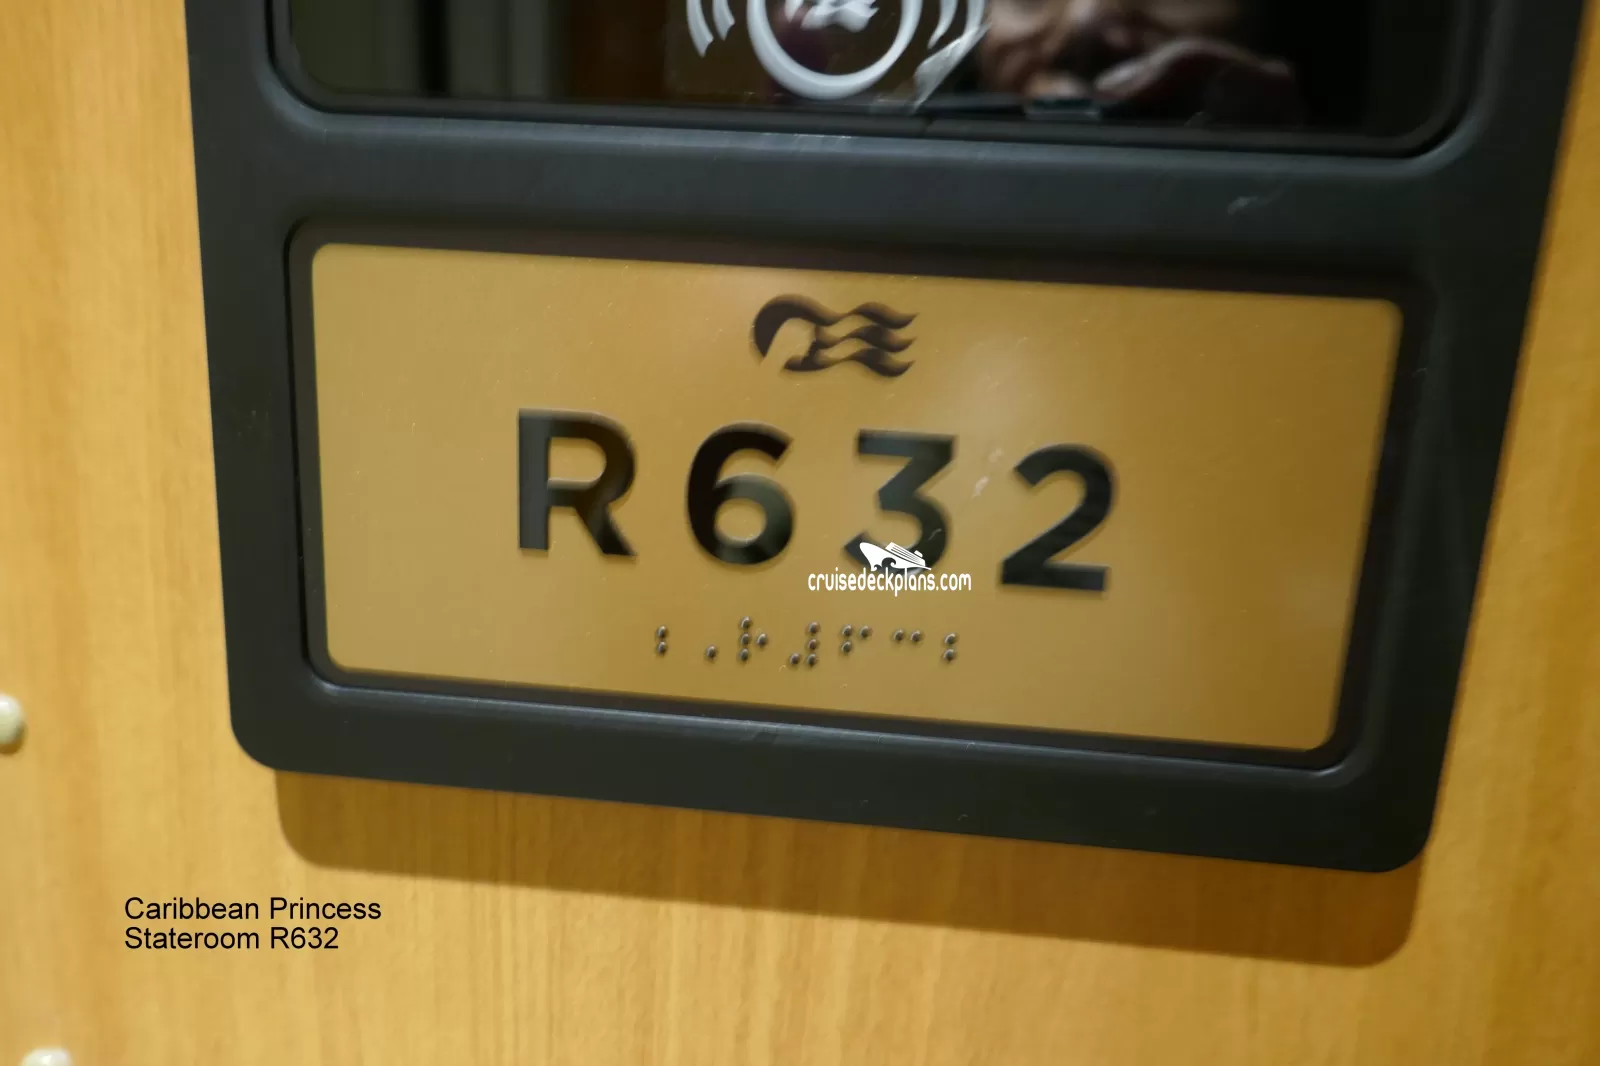 R632
cruisedeckplans.com
Caribbean Princess
Stateroom R632